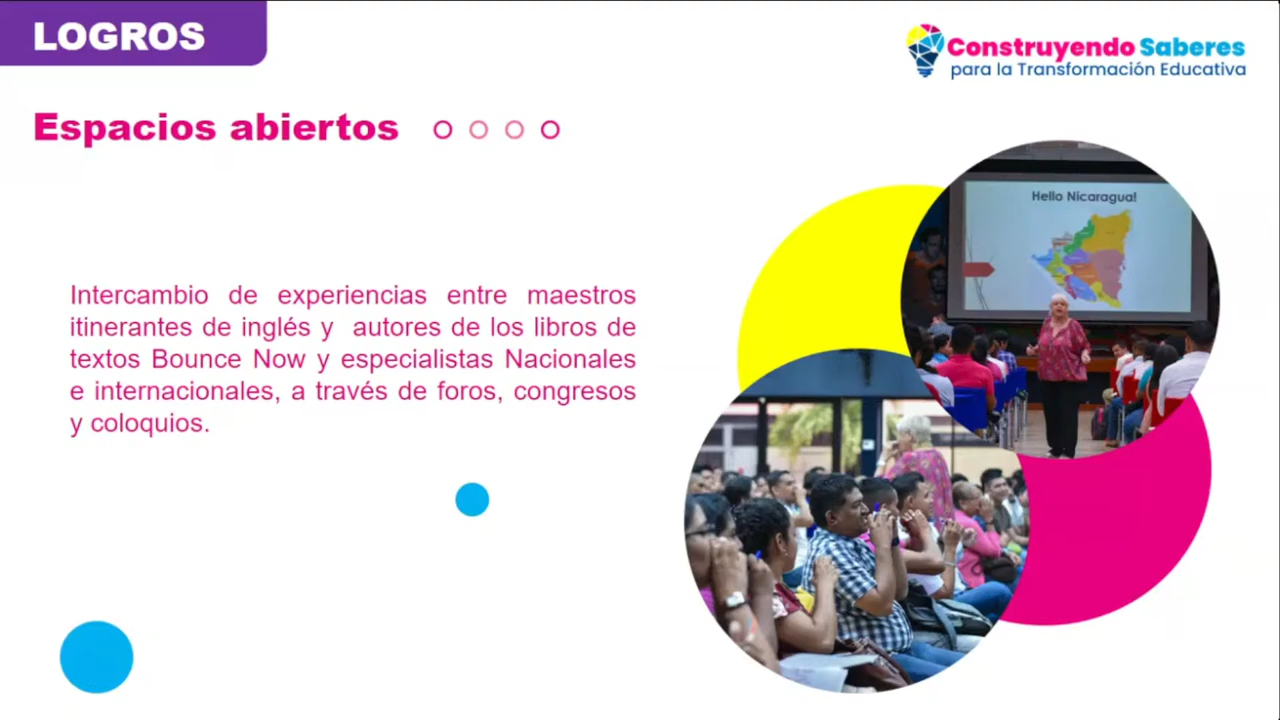 LOGROS
Construyendo Saberes
para la Transformación Educativa
Espacios abiertos
Hello Nicaragua!
Intercambio de experiencias entre maestros
itinerantes de inglés y autores de los libros de
textos Bounce Now y especialistas Nacionales
e internacionales, a través de foros, congresos
y coloquios.